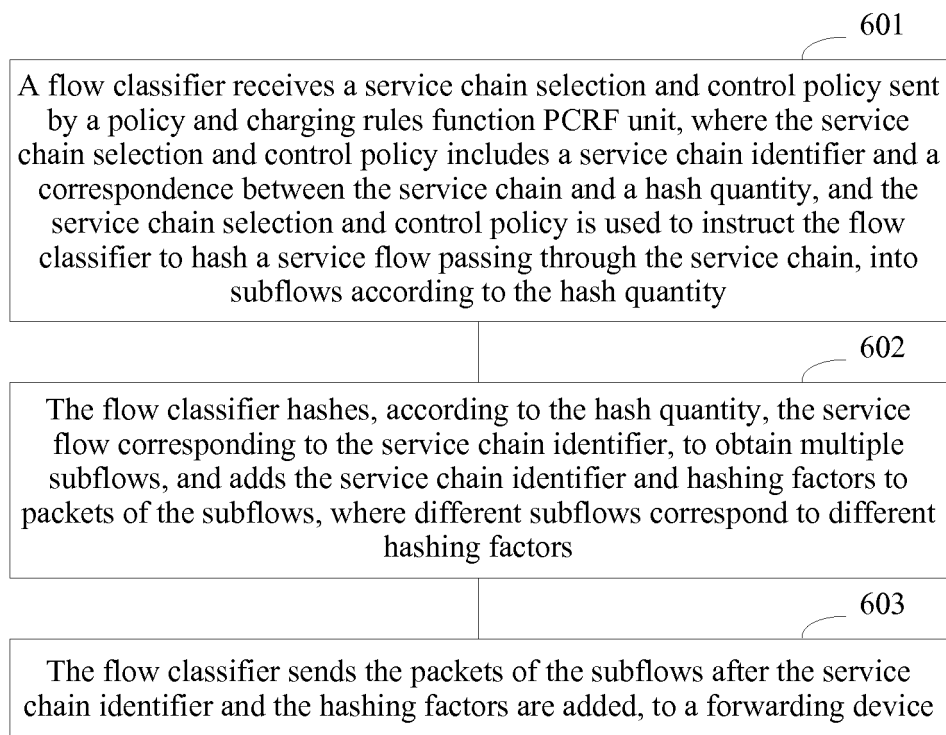 601
A flow classifier receives a service chain selection and control policy sent
by a policy and charging rules function PCRF unit, where the service
chain selection and control policy includes a service chain identifier and a
correspondence between the service chain and a hash quantity, and the
service chain selection and control policy is used to instruct the flow
classifier to hash a service flow passing through the service chain, into
subflows according to the hash quantity
602
The flow classifier hashes, according to the hash quantity, the service
flow corresponding to the service chain identifier, to obtain multiple
subflows, and adds the service chain identifier and hashing factors to
packets of the subflows, where different subflows correspond to different
hashing factors
603
The flow classifier sends the packets of the subflows after the service
chain identifier and the hashing factors are added, to a forwarding device